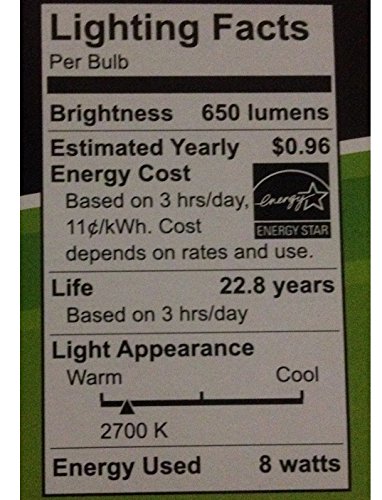 Lighting Facts
Per Bulb
Brightness 650 lumens
Estimated Yearly $0.96
Energy Cost
Based on 3 hrs/day,
11¢/kWh. Cost
depends on rates and use.
energy
ENERGY STAR
Life 22.8 years
Based on 3 hrs/day
Light Appearance
Warm Cool
2700 K
Energy Used 8 watts